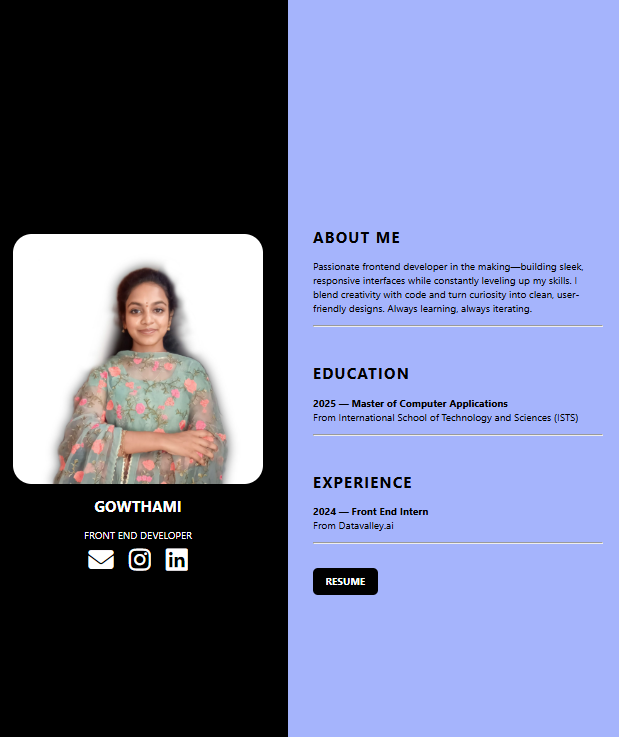 GOWTHAMI
FRONT END DEVELOPER
in
ABOUT ME
Passionate frontend developer in the making—building sleek,
responsive interfaces while constantly leveling up my skills. I
blend creativity with code and turn curiosity into clean, user-
friendly designs. Always learning, always iterating.
EDUCATION
2025 — Master of Computer Applications
From International School of Technology and Sciences (ISTS)
EXPERIENCE
2024 — Front End Intern
From Datavalley.ai
RESUME